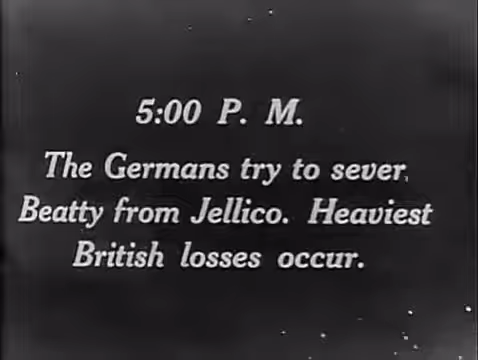 5:00 P. M.
The Germans try to sever
Beatty from Jellico. Heaviest
British losses occur.